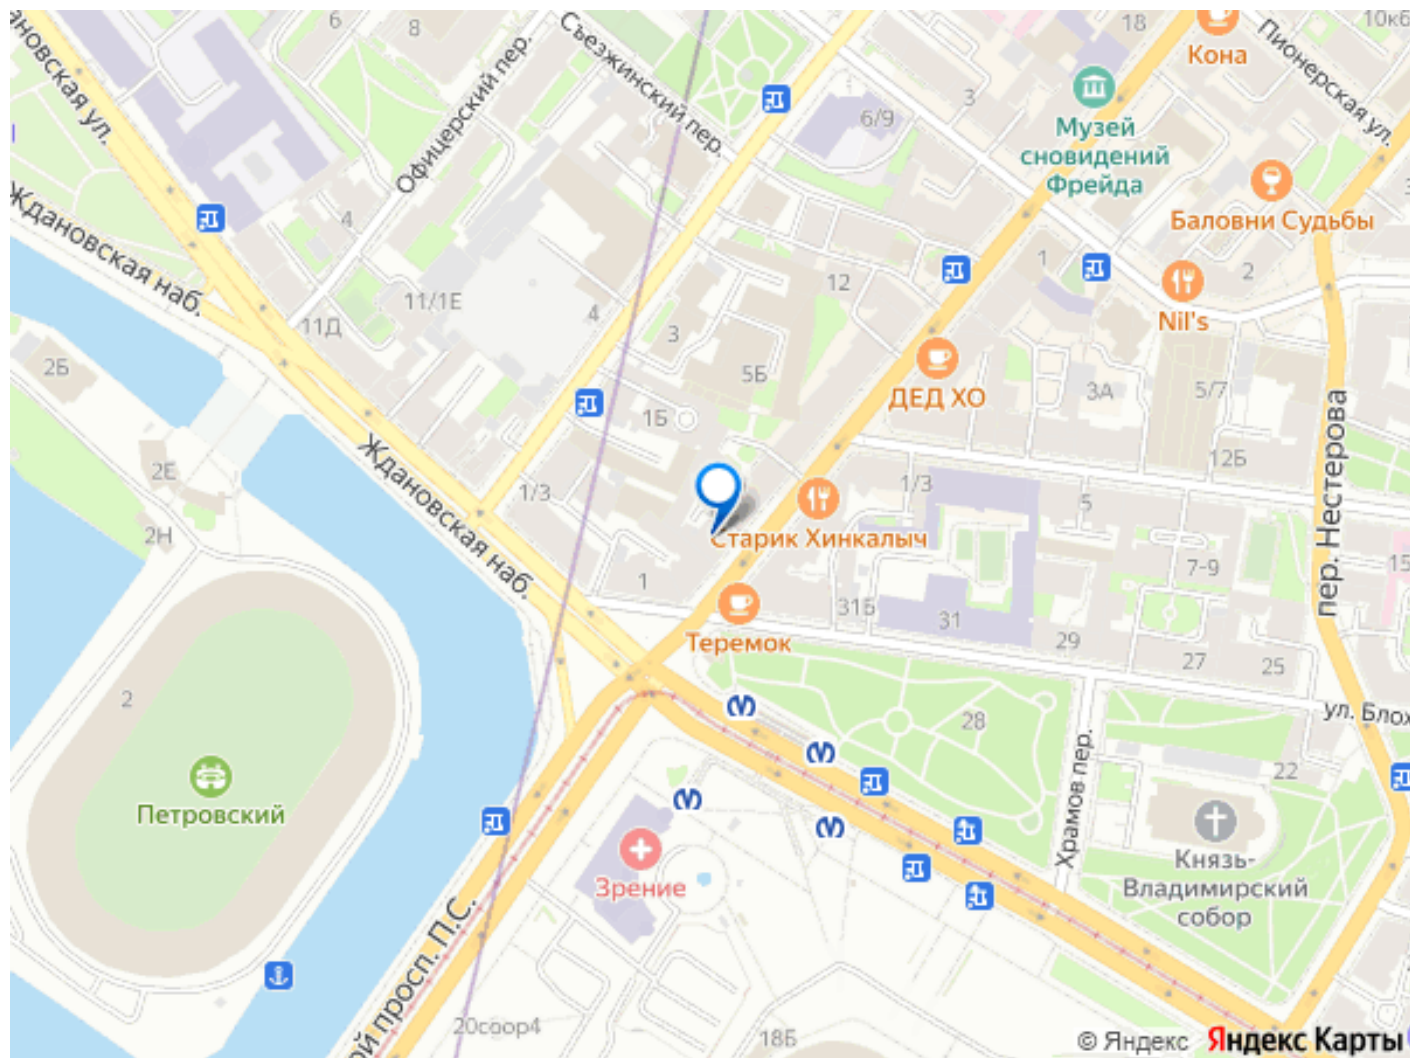 6
8
18
10к6
Кона
Пионерская ул.
Съезжинский пер.
Офицерский пер.
3
6/9
Музей
сновидений
Фрейда
Баловни Судьбы
Ждановская наб.
4
11/1Е
11Д
4
3
12
1
2
Nil's
2Б
5Б
ДЕД ХО
3А
5/7
1Б
12Б
Ждановская наб.
2Е
1/3
1/3
5
пер. Нестерова
2Н
Старик Хинкалыч
7-9
15
1
31Б
31
29
27
25
Теремок
2
28
ул. Блох
Храмов пер.
22
Петровский
Зрение
Князь-
Владимирский
собор
ой просп. П.С.
20соор4
18Б
© Яндекс Яндекс Карты